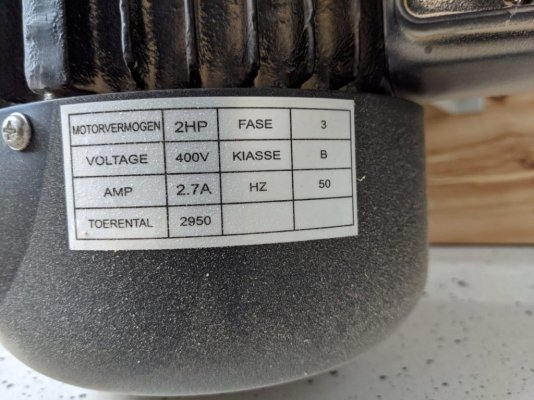 MOTORVERMOGEN 2HP FASE 3
VOLTAGE 400V KIASSE B
AMP 2.7A HZ 50
TOERENTAL 2950